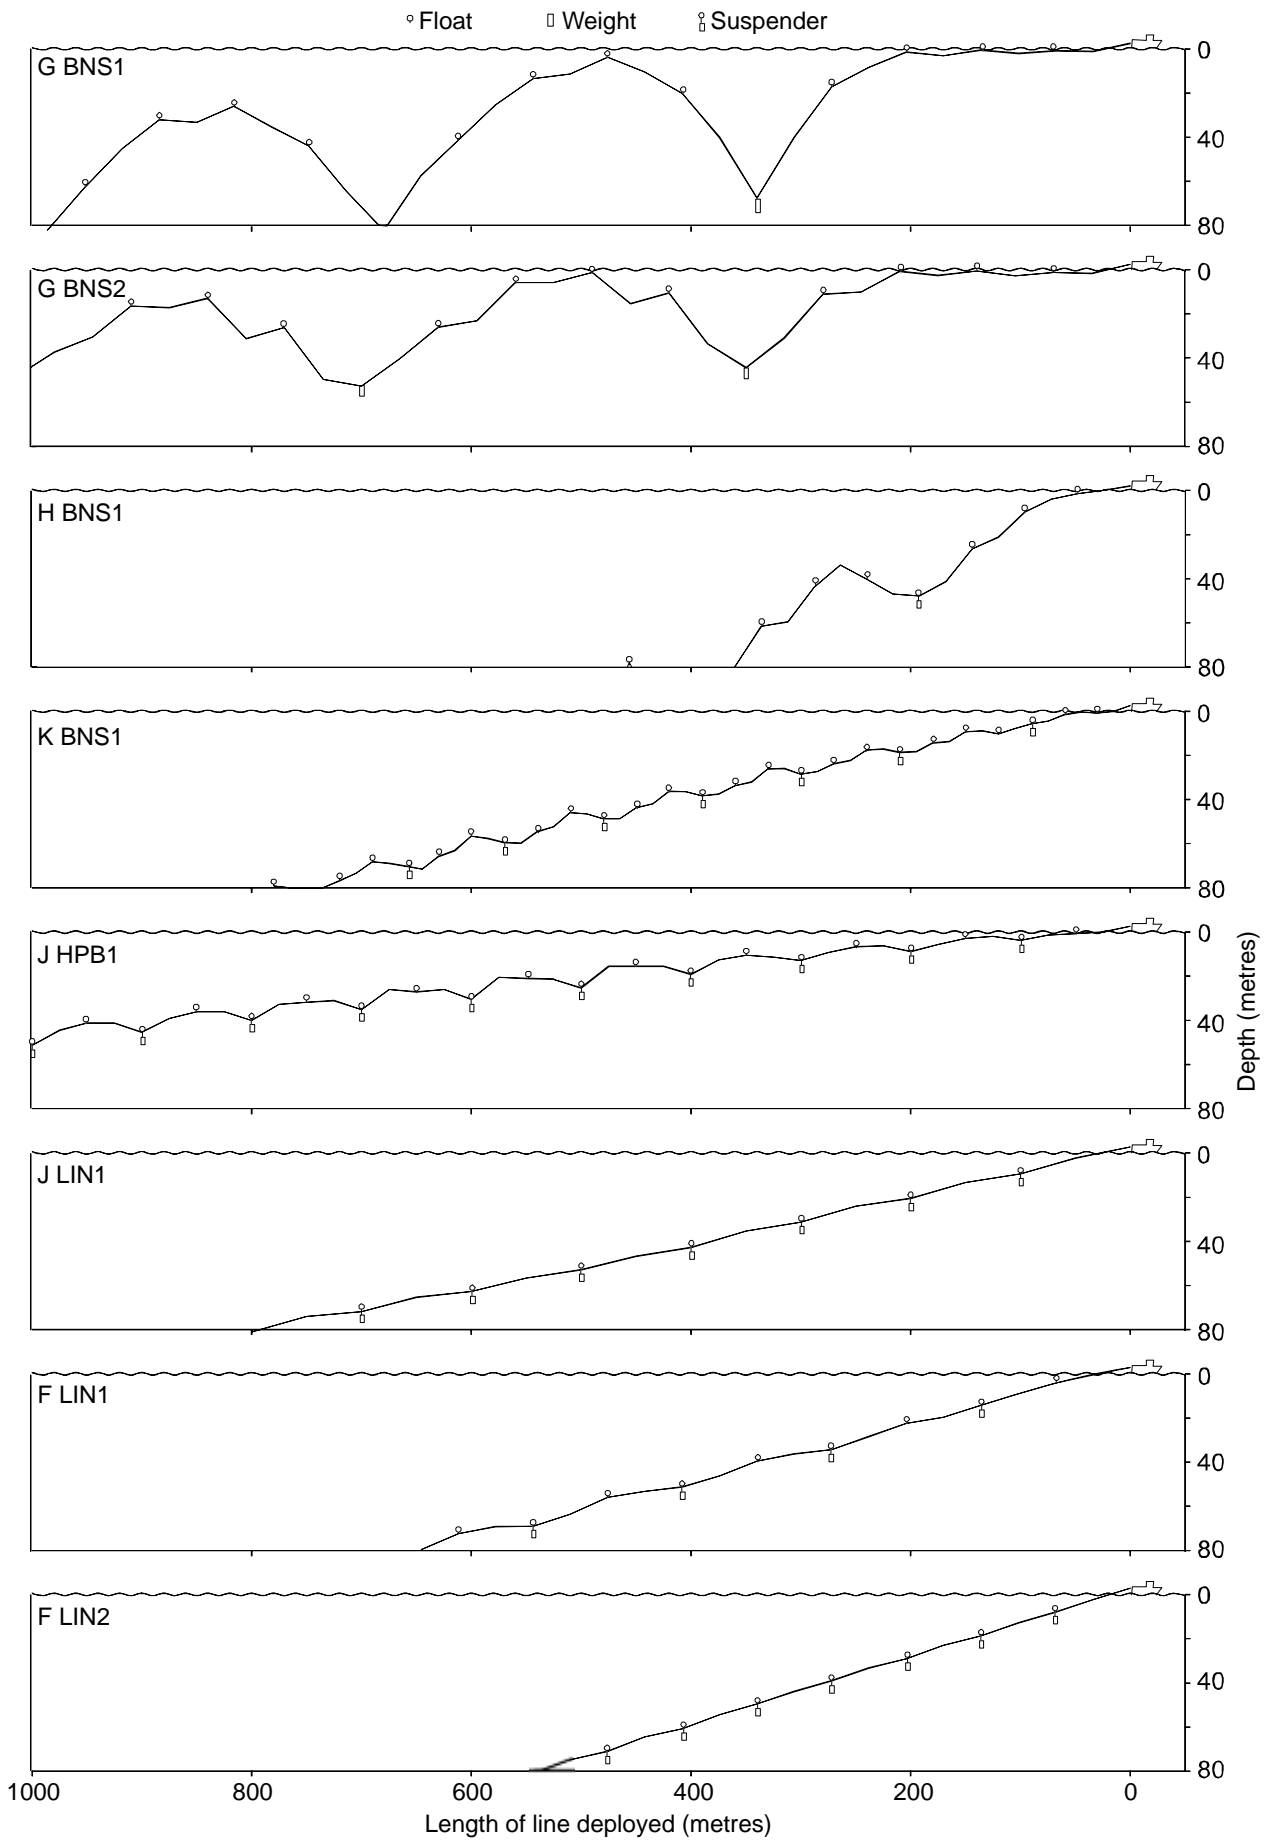 Float Weight Suspender
G BNS1
0
40
80
G BNS2
0
40
80
H BNS1
0
40
80
K BNS1
0
40
80
J HPB1
0
40
80
Depth (metres)
J LIN1
0
40
80
F LIN1
0
40
80
F LIN2
0
40
80
1000 800 600 400 200 0
Length of line deployed (metres)